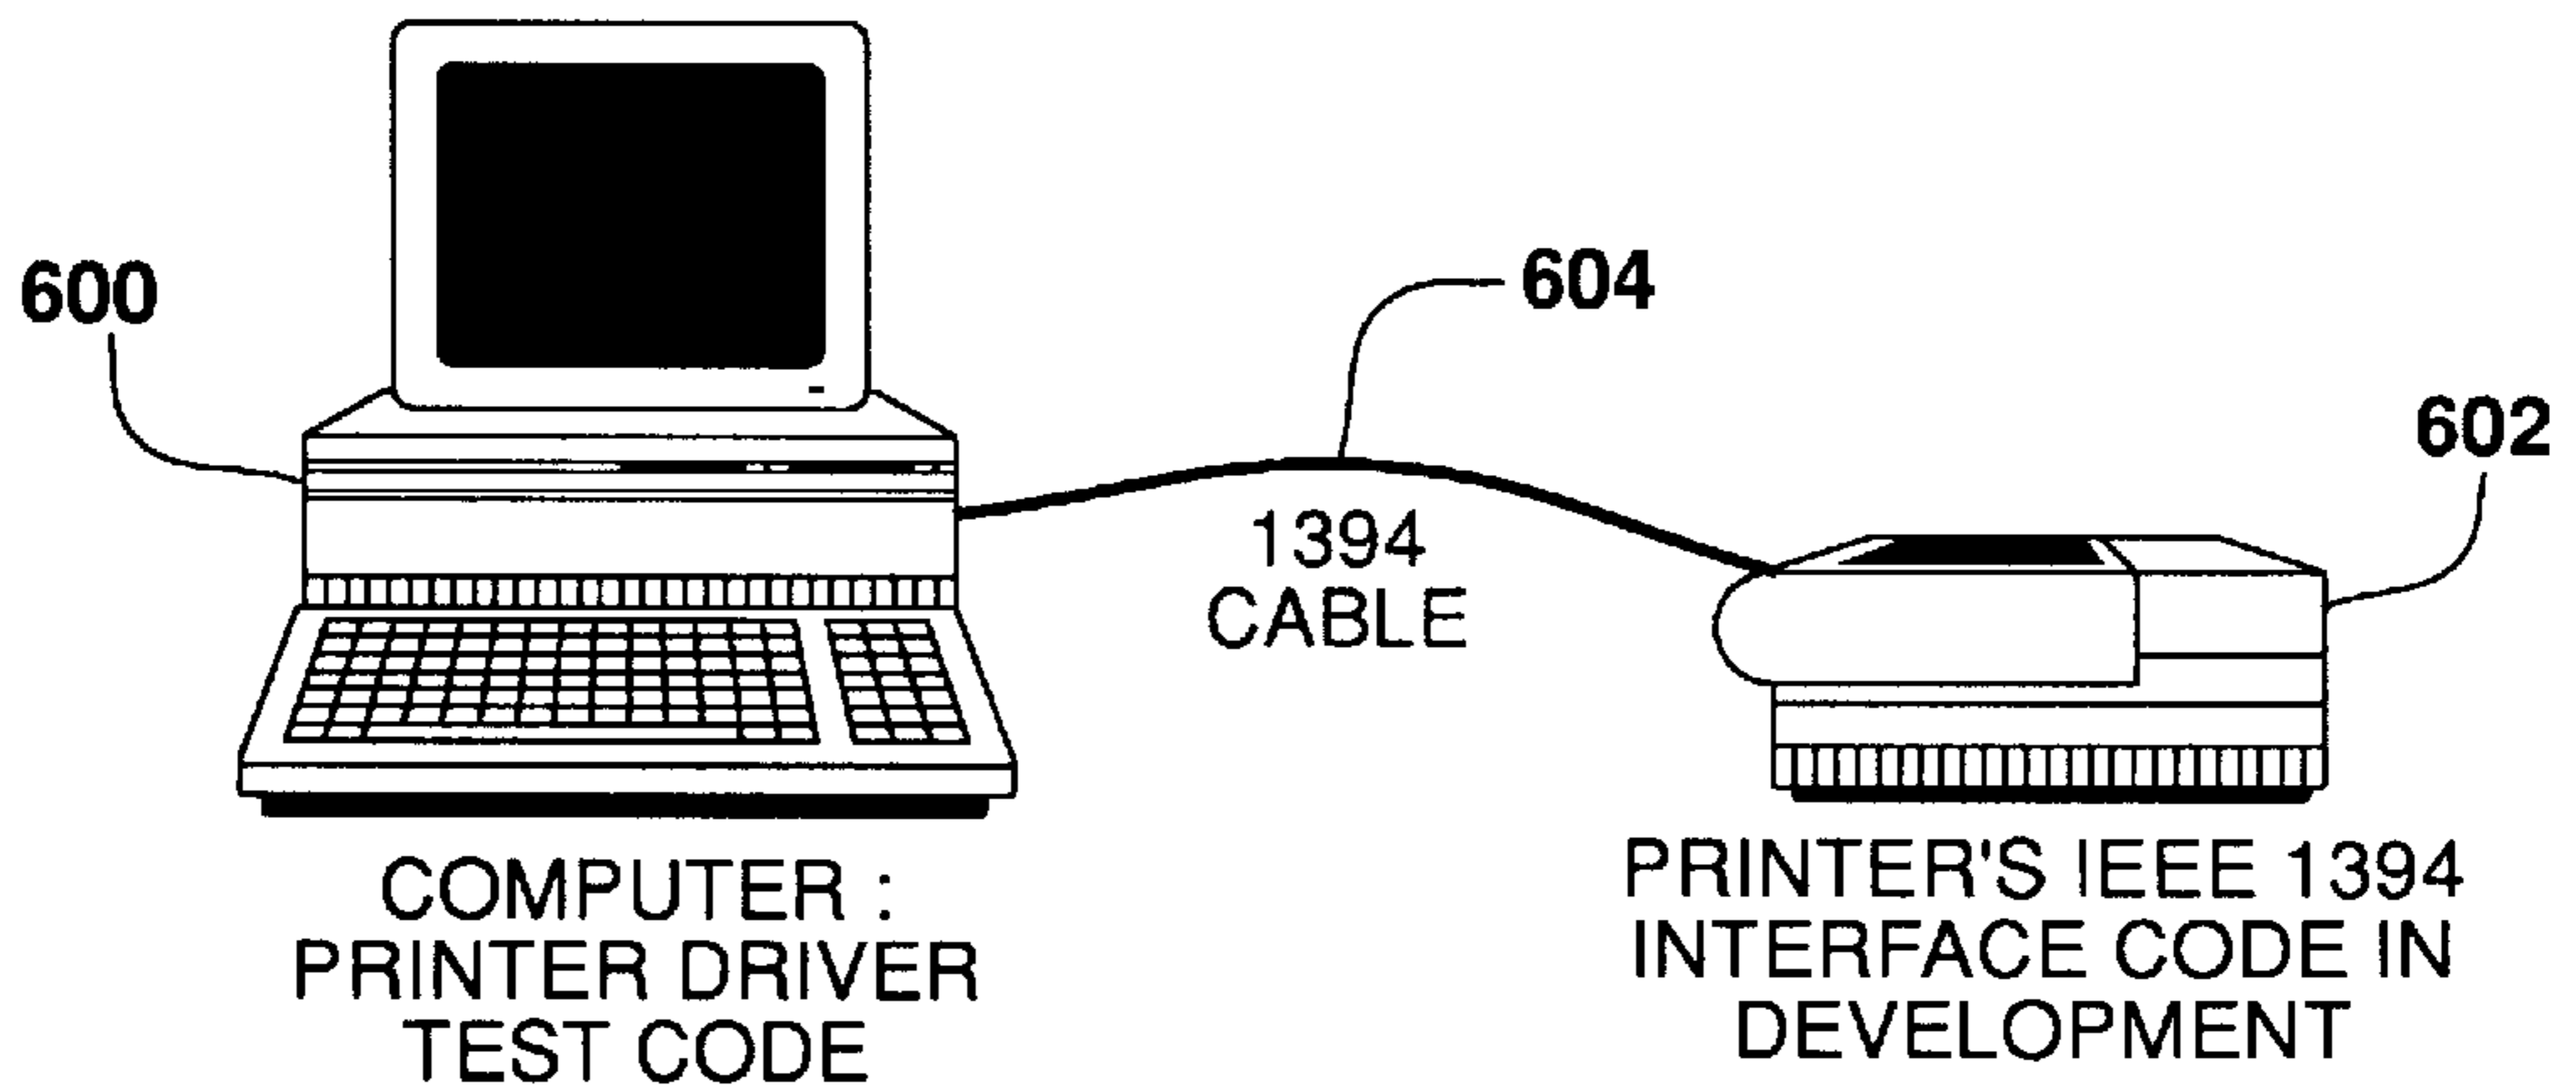 600
604
602
1394
CABLE
COMPUTER :
PRINTER DRIVER
TEST CODE
PRINTER'S IEEE 1394
INTERFACE CODE IN
DEVELOPMENT